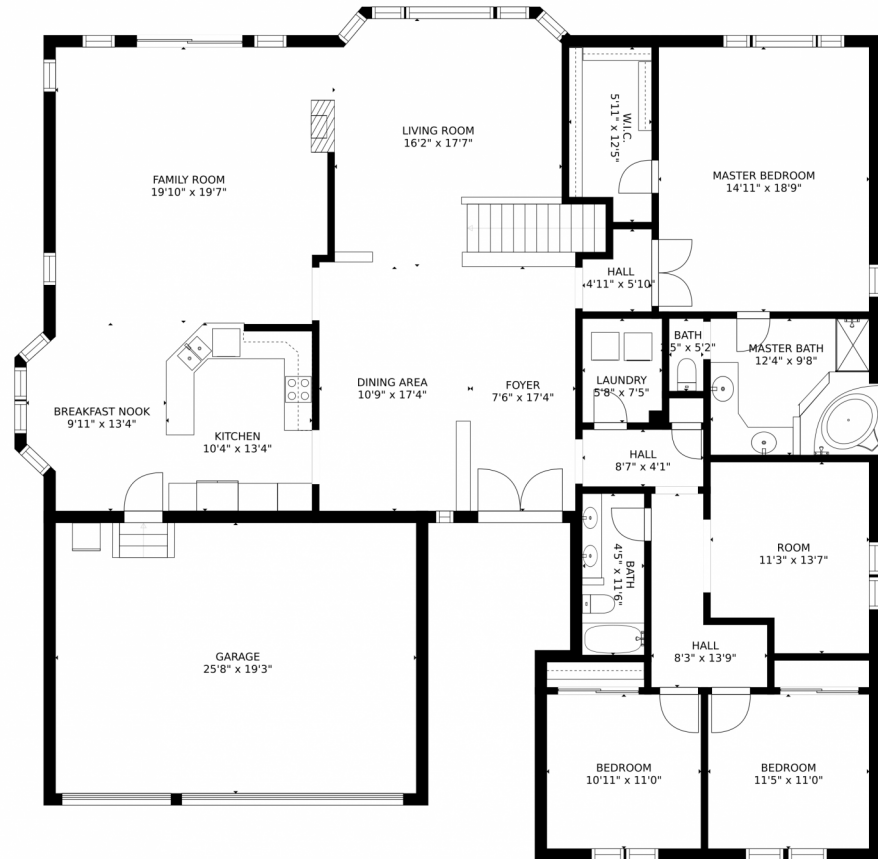 LIVING ROOM
16'2" x 17'7"
W.I.C.
5'11" x 12'5"
FAMILY ROOM
19'10" x 19'7"
MASTER BEDROOM
14'11" x 18'9"
HALL
4'11" x 5'10"
BATH
5'2"
MASTER BATH
12'4" x 9'8"
LAUNDRY
5'8" x 7'5"
DINING AREA
10'9" x 17'4"
FOYER
7'6" x 17'4"
BREAKFAST NOOK
9'11" x 13'4"
KITCHEN
10'4" x 13'4"
HALL
8'7" x 4'1"
BATH
4'5" x 11'6"
ROOM
11'3" x 13'7"
HALL
8'3" x 13'9"
GARAGE
25'8" x 19'3"
BEDROOM
10'11" x 11'0"
BEDROOM
11'5" x 11'0"